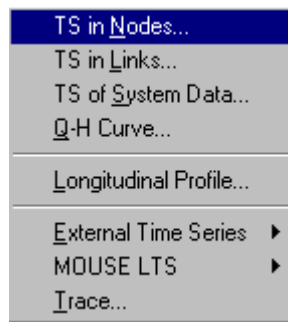 TS in Nodes...
TS in Links...
TS of System Data...
Q-H Curve...
Longitudinal Profile...
External Time Series
MOUSE LTS
Trace...